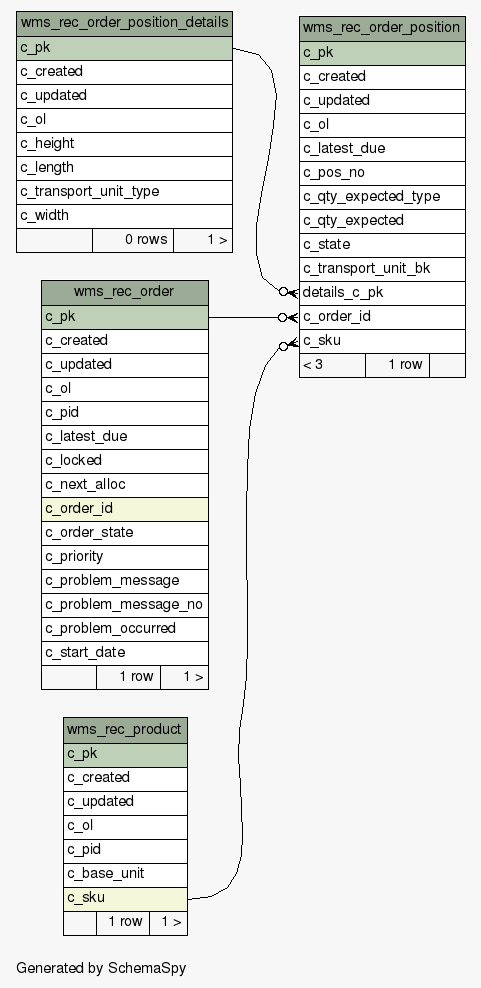 wms_rec_order_position_details
c_pk
c_created
c_updated
c_ol
c_height
c_length
c_transport_unit_type
c_width
0 rows 1 >
wms_rec_order_position
c_pk
c_created
c_updated
c_ol
c_latest_due
c_pos_no
c_qty_expected_type
c_qty_expected
c_state
c_transport_unit_bk
details_c_pk
c_order_id
c_sku
< 3 1 row
wms_rec_order
c_pk
c_created
c_updated
c_ol
c_pid
c_latest_due
c_locked
c_next_alloc
c_order_id
c_order_state
c_priority
c_problem_message
c_problem_message_no
c_problem_occurred
c_start_date
1 row 1 >
wms_rec_product
c_pk
c_created
c_updated
c_ol
c_pid
c_base_unit
c_sku
1 row 1 >
Generated by SchemaSpy